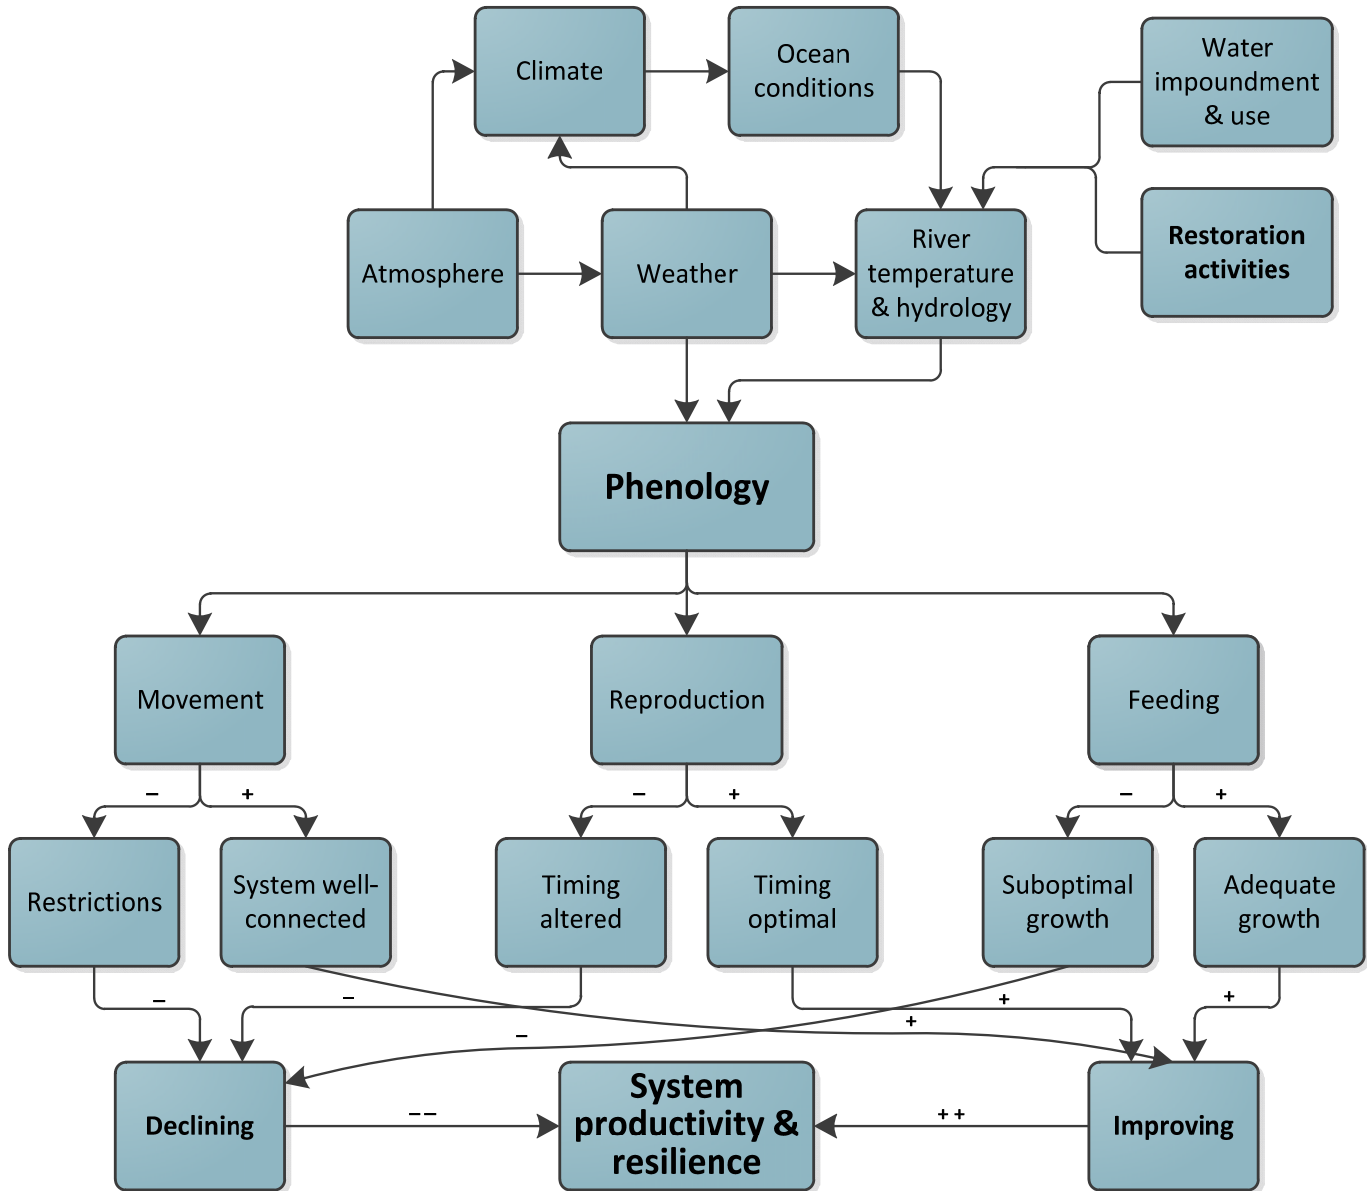 Climate
Ocean
conditions
Water
impoundment
& use
Atmosphere
Weather
River
temperature
& hydrology
Restoration
activities
Phenology
Movement
Reproduction
Feeding
–
+
–
+
–
+
Restrictions
System well-
connected
Timing
altered
Timing
optimal
Suboptimal
growth
Adequate
growth
–
–
–
+
+
+
Declining
– –
System
productivity &
resilience
+ +
Improving